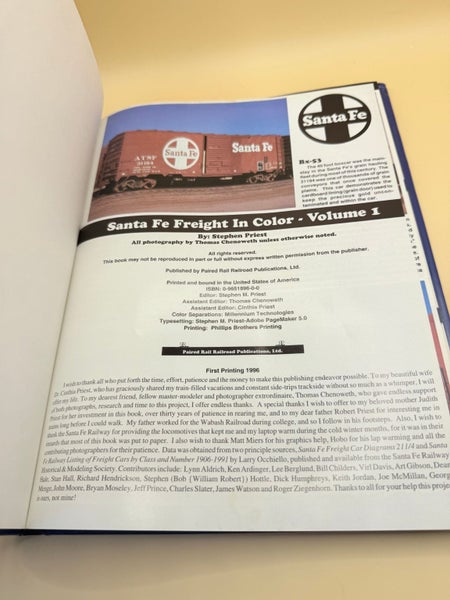 Santa Fe
ATSF
31194
Santa Fe
Santa Fe
Bx-53
The 40 foot boxcar was the main-
stay in the Santa Fe's grain hauling
fleet during most of this century. The
31194 was one of thousands of grain
conveyors that once covered the
plains. This car demonstrates the
cardboard lining (grain door) used to
keep the precious gold uncon-
taminated and within the car.
Santa Fe Freight In Color - Volume 1
By: Stephen Priest
All photography by Thomas Chenoweth unless otherwise noted.
All rights reserved.
This book may not be reproduced in part or full without express written permission from the publisher.
Published by Paired Rail Railroad Publications, Ltd.
Printed and bound in the United States of America
ISBN: 0-9651896-0-0
Editor: Stephen M. Priest
Assistant Editor: Thomas Chenoweth
Assistant Editor: Cinthia Priest
Color Separations: Millennium Technologies
Typesetting: Stephen M. Priest-Adobe PageMaker 5.0
Printing: Phillips Brothers Printing
Paired Rail Railroad Publications, Ltd.
First Printing 1996
I wish to thank all who put forth the time, effort, patience and the money to make this publishing endeavor possible. To my beautiful wife
Dr. Cinthia Priest, who has graciously shared my train-filled vacations and constant side-trips trackside without so much as a whimper, I will
offer my life. To my dearest friend, fellow master-modeler and photographer extrordinaire, Thomas Chenoweth, who gave endless support
of both photographs, research and time to this project, I offer endless thanks. A special thanks I wish to offer to my beloved mother Judith
Priest for her investment in this book, over thirty years of patience in rearing me, and to my dear father Robert Priest for interesting me in
trains long before I could walk. My father worked for the Wabash Railroad during college, and so I follow in his footsteps. Also, I wish to
thank the Santa Fe Railway for providing the locomotives that kept me and my laptop warm during the cold winter months, for it was in their
that most of this book was put to paper. I also wish to thank Matt Miers for his graphics help, Hobo for his lap warming and all the
contributing photographers for their patience. Data was obtained from two principle sources, Santa Fe Freight Car Diagrams 2 1/4 and Santa
Fe Railway Listing of Freight Cars by Class and Number 1906-1991 by Larry Occhiello, published and available from the Santa Fe Railway
Historical & Modeling Society. Contributors include: Lynn Aldrich, Ken Ardinger, Lee Berglund, Bill Childers, Virl Davis, Art Gibson, Dean
Hale, Stan Hall, Richard Hendrickson, Stephen (Bob {William Robert}) Hottle, Dick Humphreys, Keith Jordan, Joe McMillan, Georg
Menge, John Moore, Bryan Moseley, Jeff Prince, Charles Slater, James Watson and Roger Ziegenhorn. Thanks to all for your help this proje
is ours, not mine!